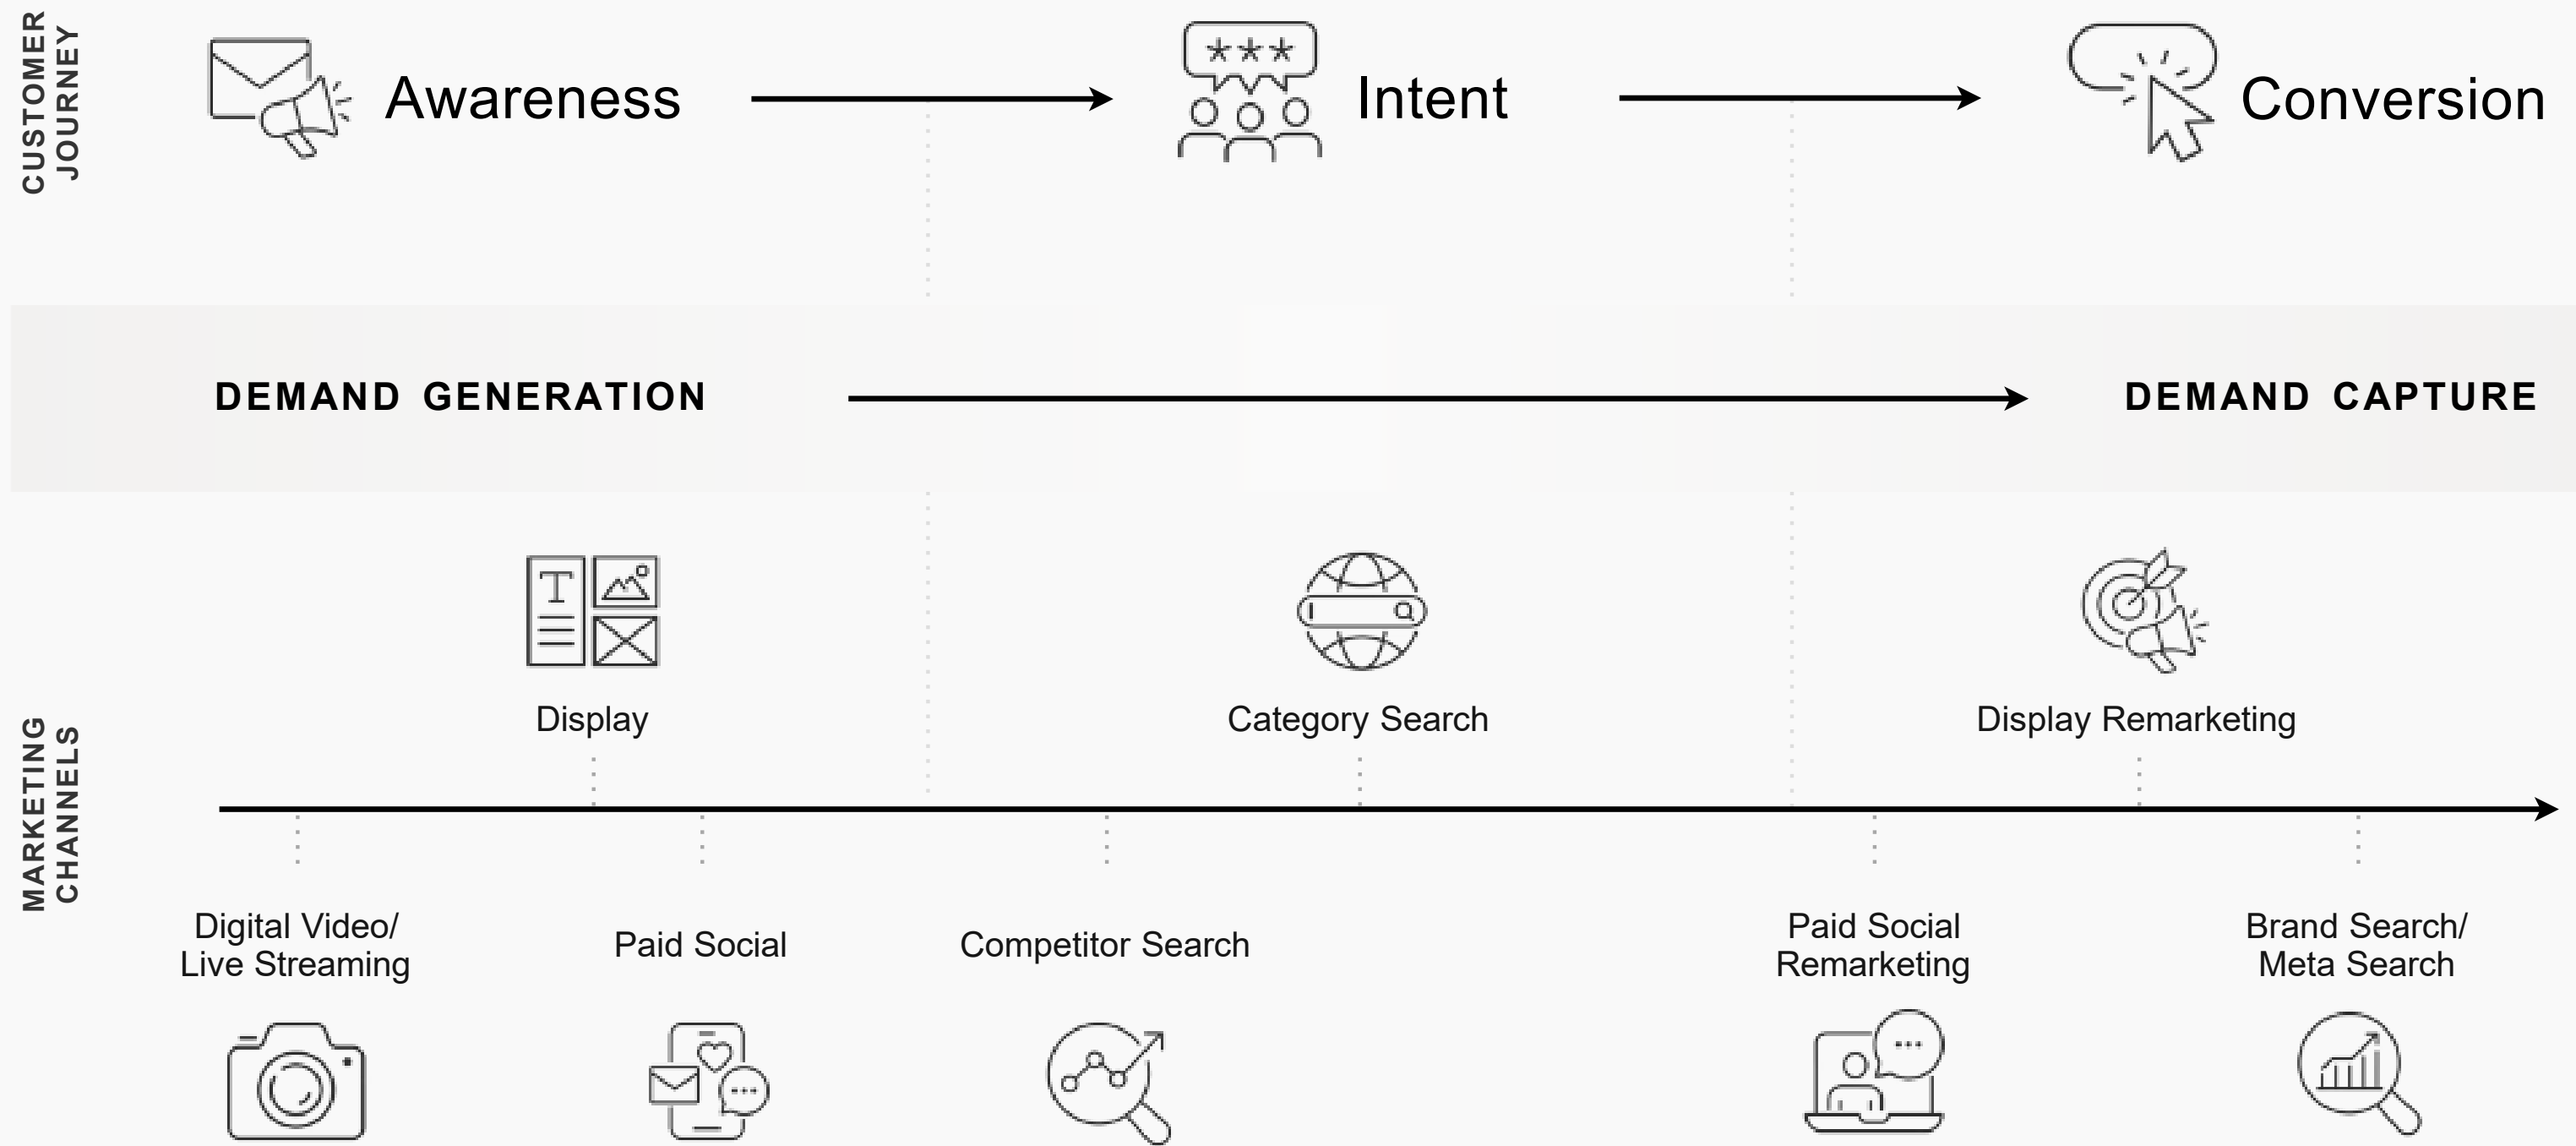 CUSTOMER
JOURNEY
Awareness
Intent
Conversion
DEMAND GENERATION
DEMAND CAPTURE
MARKETING
CHANNELS
Display
Category Search
Display Remarketing
Digital Video/
Live Streaming
Paid Social
Competitor Search
Paid Social
Remarketing
Brand Search/
Meta Search